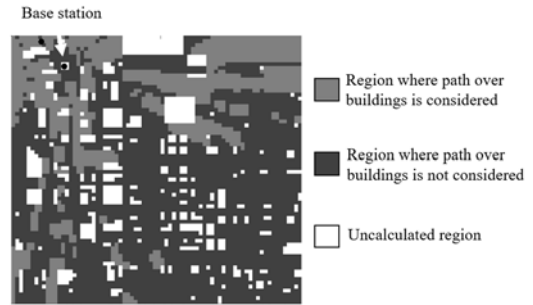 Base station
Region where path over
buildings is considered
Region where path over
buildings is not considered
Uncalculated region